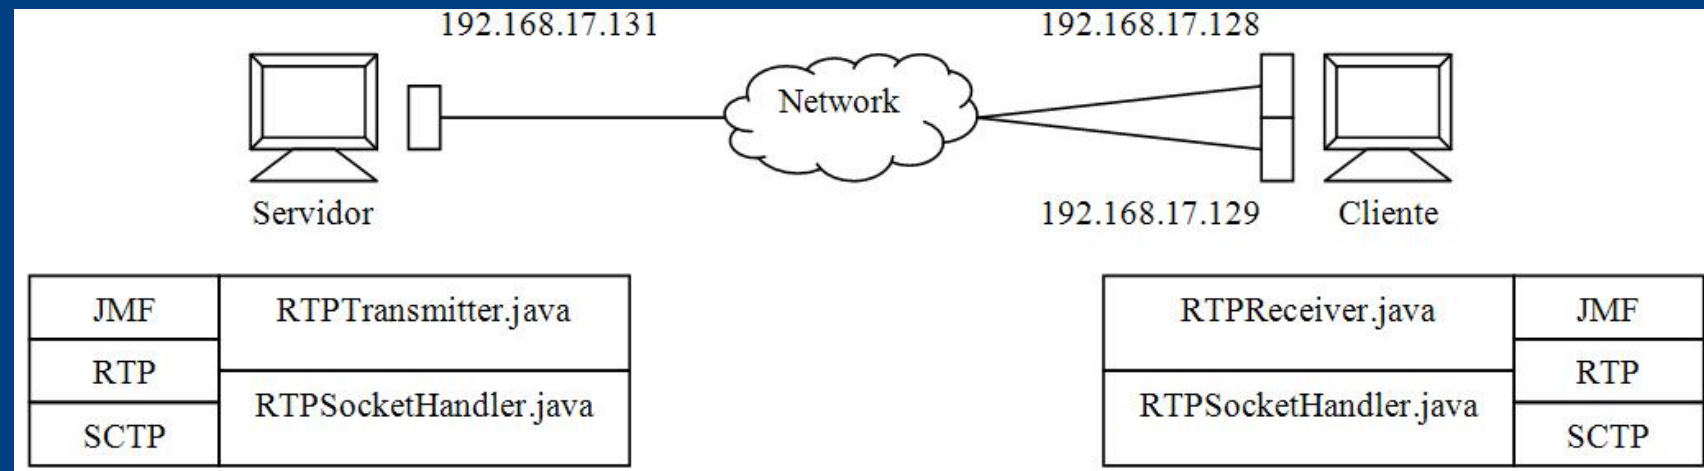 192.168.17.131
192.168.17.128
Network
Servidor
192.168.17.129
Cliente
JMF
RTPTransmitter.java
RTP
RTPSocketHandler.java
SCTP
RTPReceiver.java
JMF
RTPSocketHandler.java
RTP
SCTP